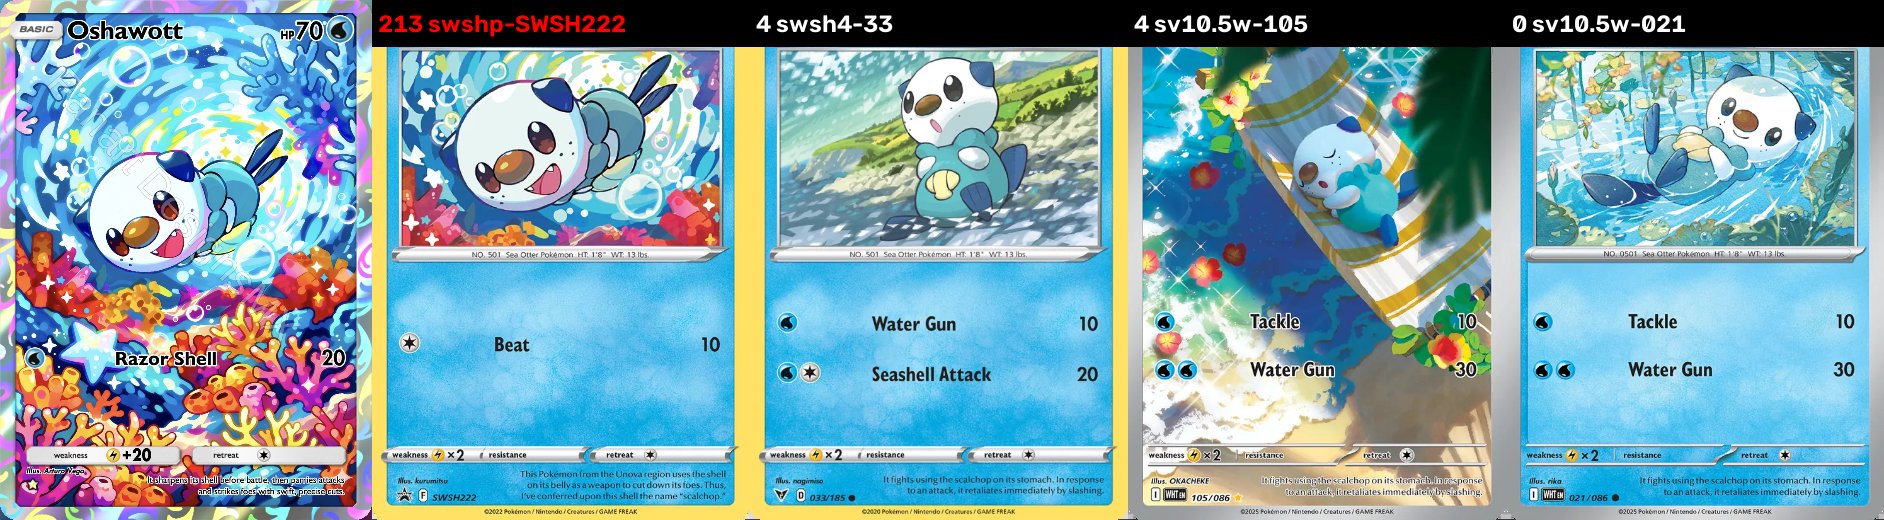 BASIC Oshawott HP 70
Razor Shell 20
weakness +20 retreat
Illus. Arturo Vega
It sharpens its shell before battle, then parries attacks
and strikes foes with swift, precise cuts.
213 swshp-SWSH222
NO. 501 Sea Otter Pokémon HT: 1'8" WT: 13 lbs.
Beat 10
weakness ×2 resistance retreat
Illus. kurumitsu
F SWSH222
This Pokémon from the Unova region uses the shell
on its belly as a weapon to cut down its foes. Thus,
I've conferred upon this shell the name "scalchop."
©2022 Pokémon / Nintendo / Creatures / GAME FREAK
4 swsh4-33
NO. 501 Sea Otter Pokémon HT: 1'8" WT: 13 lbs.
Water Gun 10
Seashell Attack 20
weakness ×2 resistance retreat
Illus. nagimiso
D 033/185
It fights using the scalchop on its stomach. In response
to an attack, it retaliates immediately by slashing.
©2020 Pokémon / Nintendo / Creatures / GAME FREAK
4 sv10.5w-105
Tackle 10
Water Gun 30
weakness ×2 resistance retreat
Illus. OKACHEKE
I WHT EN 105/086
It fights using the scalchop on its stomach. In response
to an attack, it retaliates immediately by slashing.
©2025 Pokémon / Nintendo / Creatures / GAME FREAK
0 sv10.5w-021
NO. 0501 Sea Otter Pokémon HT: 1'8" WT: 13 lbs.
Tackle 10
Water Gun 30
weakness ×2 resistance retreat
Illus. rika
I WHT EN 021/086
It fights using the scalchop on its stomach. In response
to an attack, it retaliates immediately by slashing.
©2025 Pokémon / Nintendo / Creatures / GAME FREAK